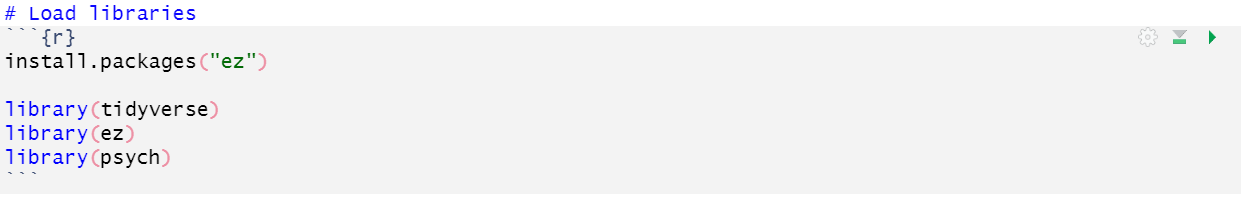 # Load libraries
```{r}
install.packages("ez")
library(tidyverse)
library(ez)
library(psych)
```